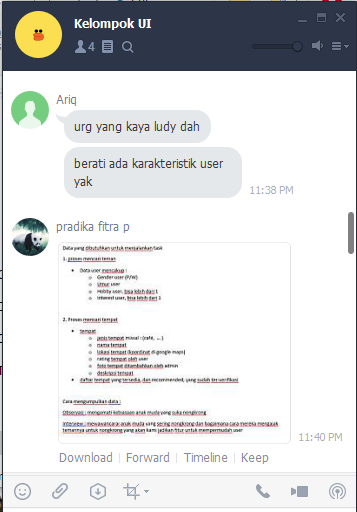 Kelompok UI
4
Ariq
urg yang kaya ludy dah
berati ada karakteristik user
yak
11:38 PM
pradika fitra p
Data yang dibutuhkan untuk menjalankan task
1. proses mencari teman
Data user mencakup :
Gender user (P/W)
Umur user
Hobby user, bisa lebih dari 1
Interest user, bisa lebih dari 1
2. Proses mencari tempat
tempat
jenis tempat misal : (café, ... )
nama tempat
lokasi tempat (koordinat di google maps)
rating tempat oleh user
foto tempat ditambahkan oleh admin
deskripsi tempat
daftar tempat yang tersedia, dan recommended, yang sudah terverifikasi
Cara mengumpulkan data :
Observasi : mengamati kebiasaan anak muda yang suka nongkrong
Interview : mewawancarai anak muda yang sering nongkrong dan bagaimana cara mereka mengajak
temannya untuk nongkrong yang akan kami jadikan fitur untuk mempermudah user
11:40 PM
Download | Forward | Timeline | Keep